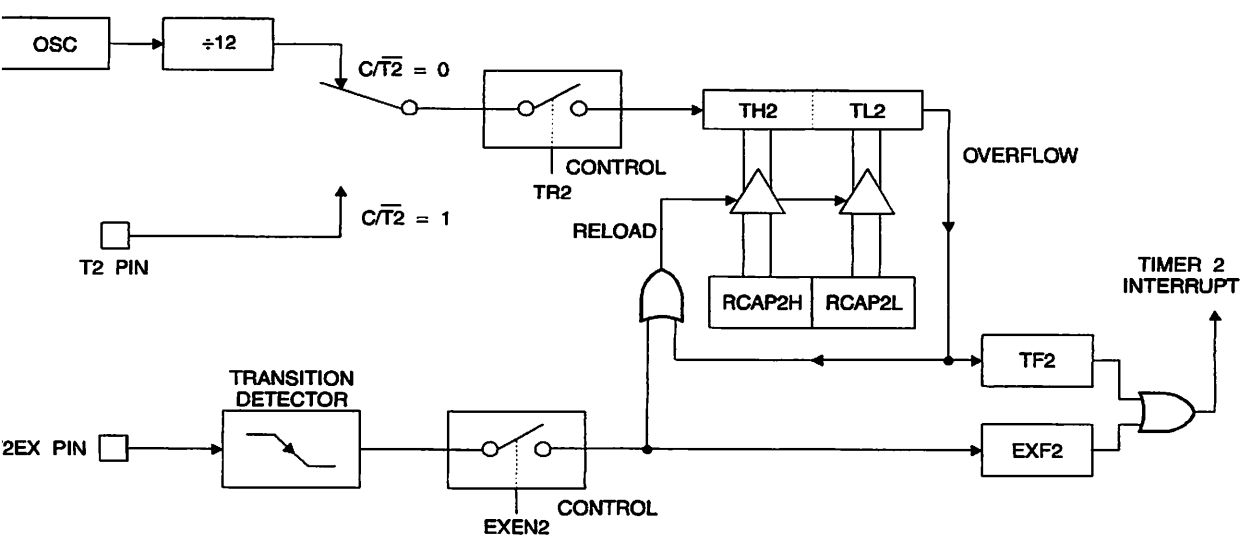 OSC
÷12
C/T2 = 0
TH2
TL2
OVERFLOW
CONTROL
TR2
C/T2 = 1
T2 PIN
RELOAD
RCAP2H
RCAP2L
TIMER 2
INTERRUPT
TF2
TRANSITION
DETECTOR
2EX PIN
EXF2
CONTROL
EXEN2